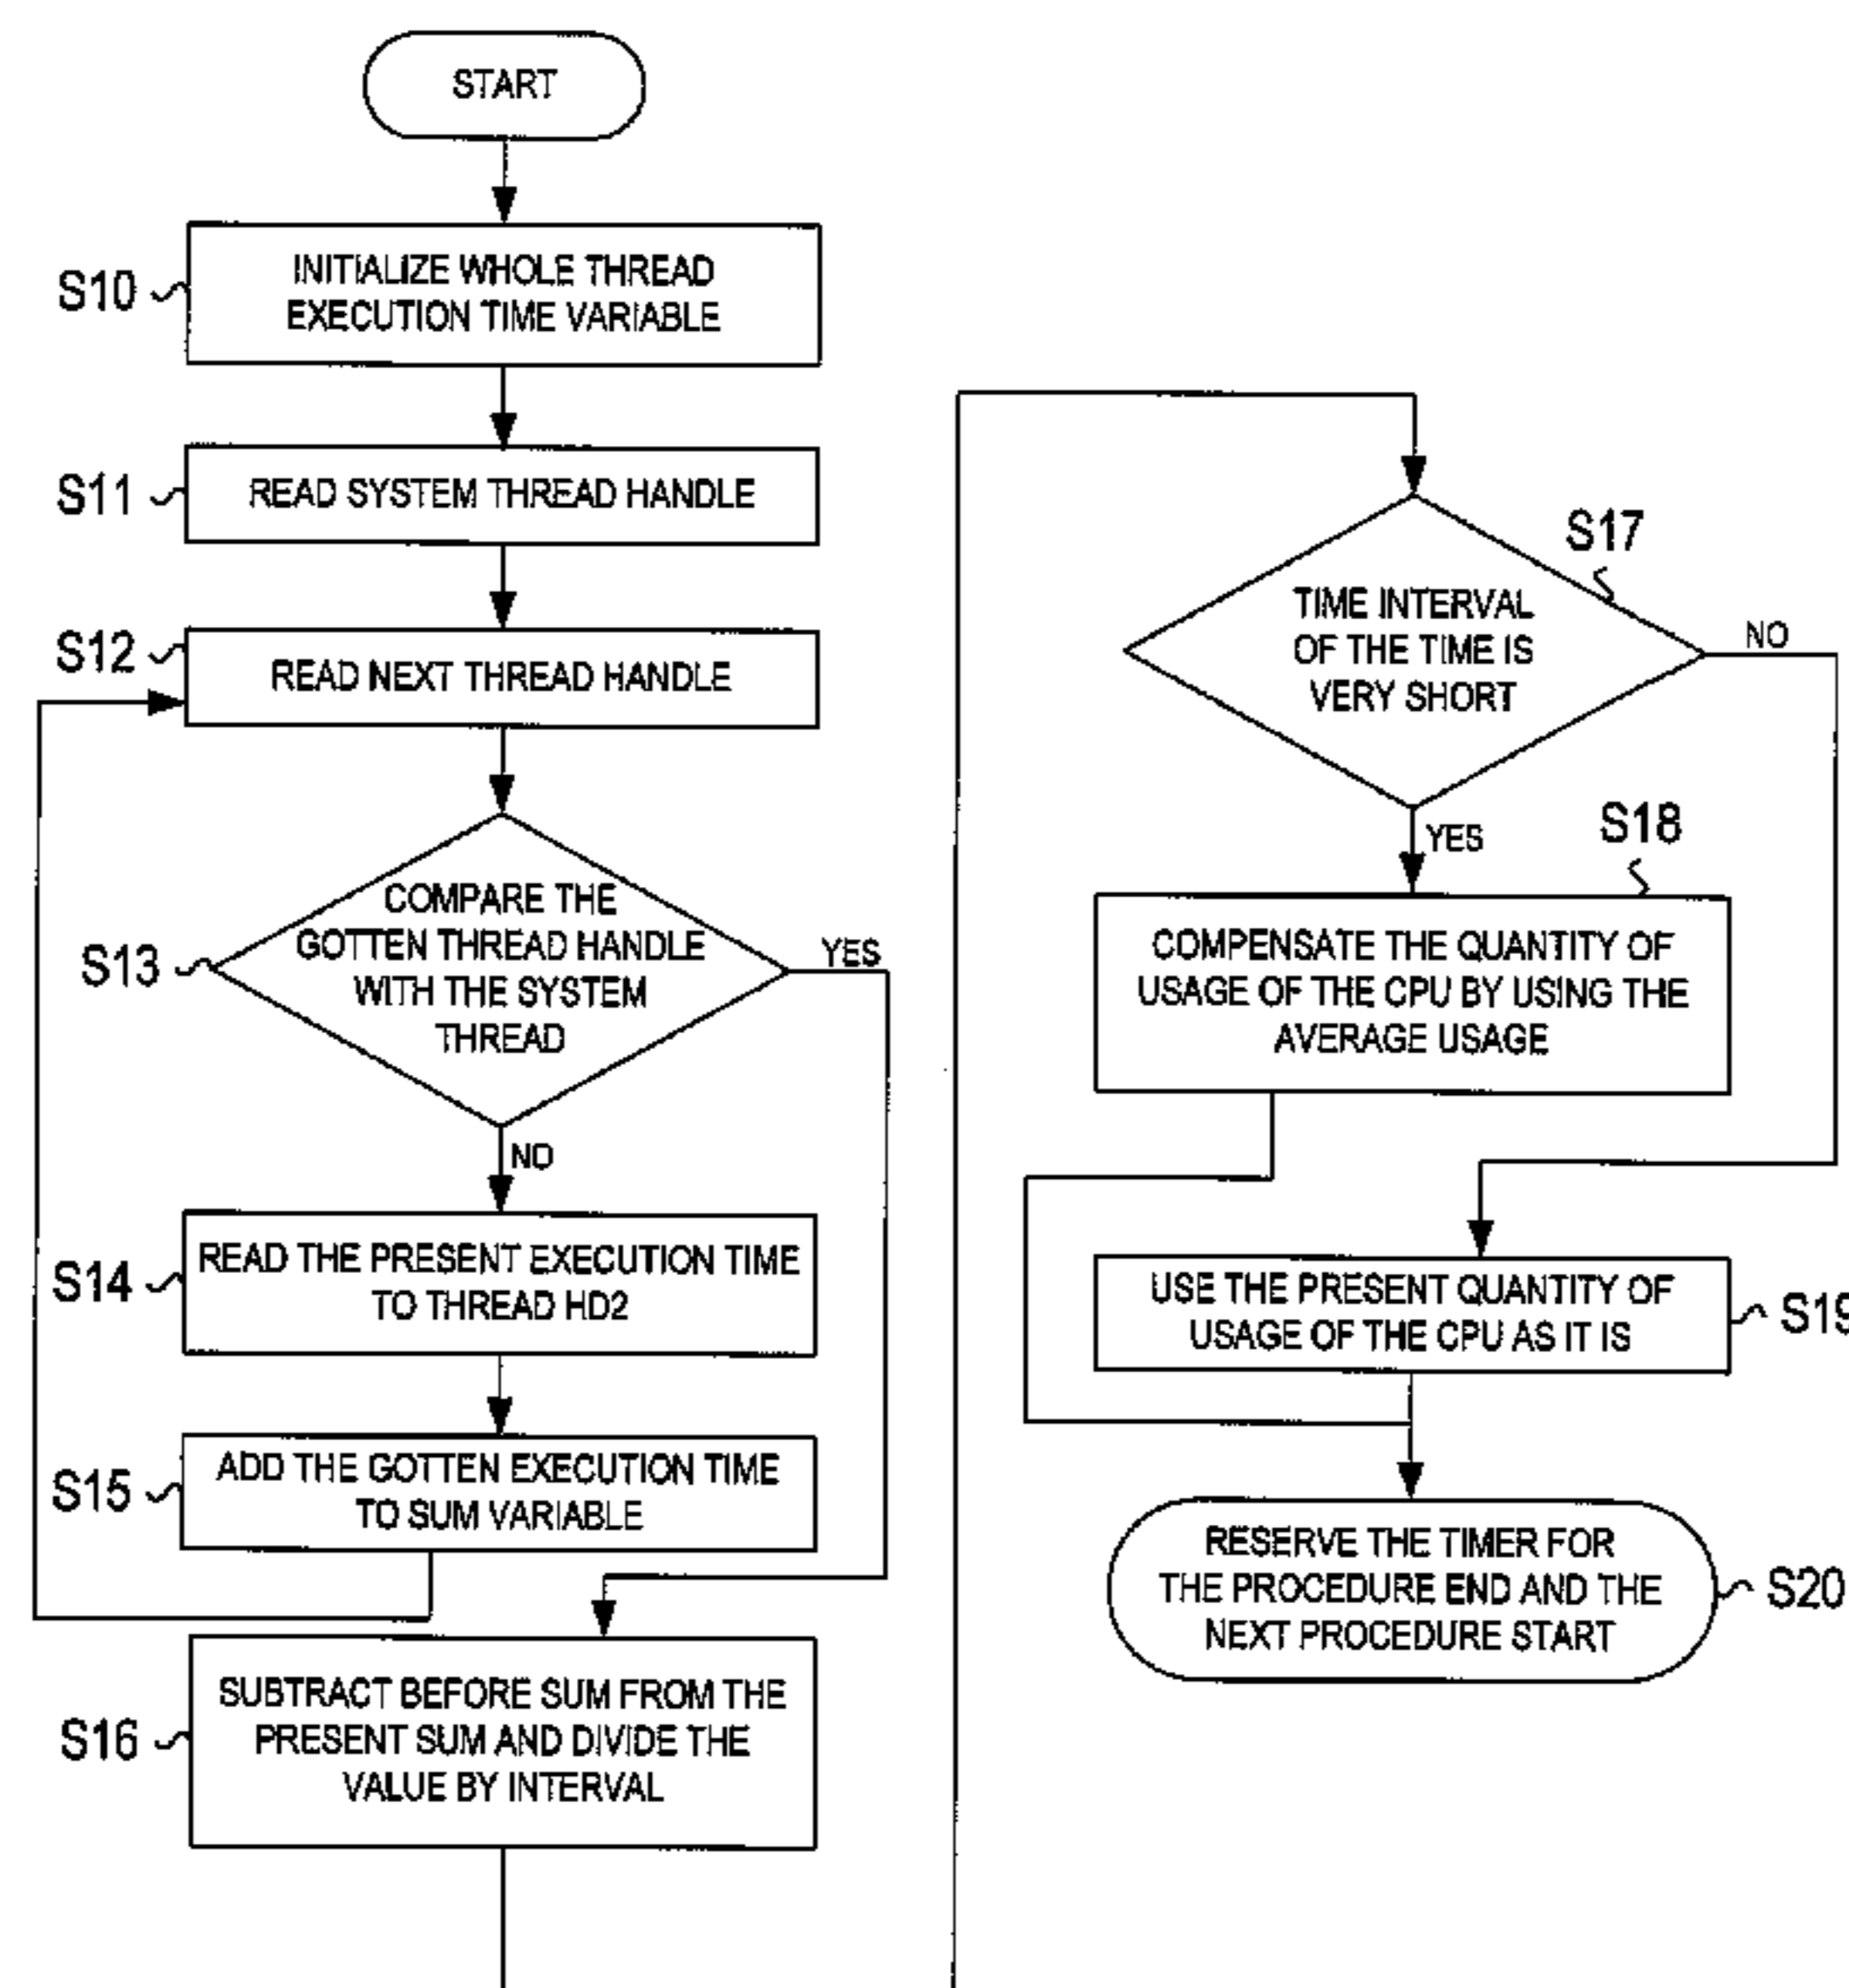 START
S10
INITIALIZE WHOLE THREAD
EXECUTION TIME VARIABLE
S11
READ SYSTEM THREAD HANDLE
S12
READ NEXT THREAD HANDLE
S13
COMPARE THE
GOTTEN THREAD HANDLE
WITH THE SYSTEM
THREAD
YES
NO
S14
READ THE PRESENT EXECUTION TIME
TO THREAD HD2
S15
ADD THE GOTTEN EXECUTION TIME
TO SUM VARIABLE
S16
SUBTRACT BEFORE SUM FROM THE
PRESENT SUM AND DIVIDE THE
VALUE BY INTERVAL
S17
TIME INTERVAL
OF THE TIME IS
VERY SHORT
NO
YES
S18
COMPENSATE THE QUANTITY OF
USAGE OF THE CPU BY USING THE
AVERAGE USAGE
USE THE PRESENT QUANTITY OF
USAGE OF THE CPU AS IT IS
S19
RESERVE THE TIMER FOR
THE PROCEDURE END AND THE
NEXT PROCEDURE START
S20